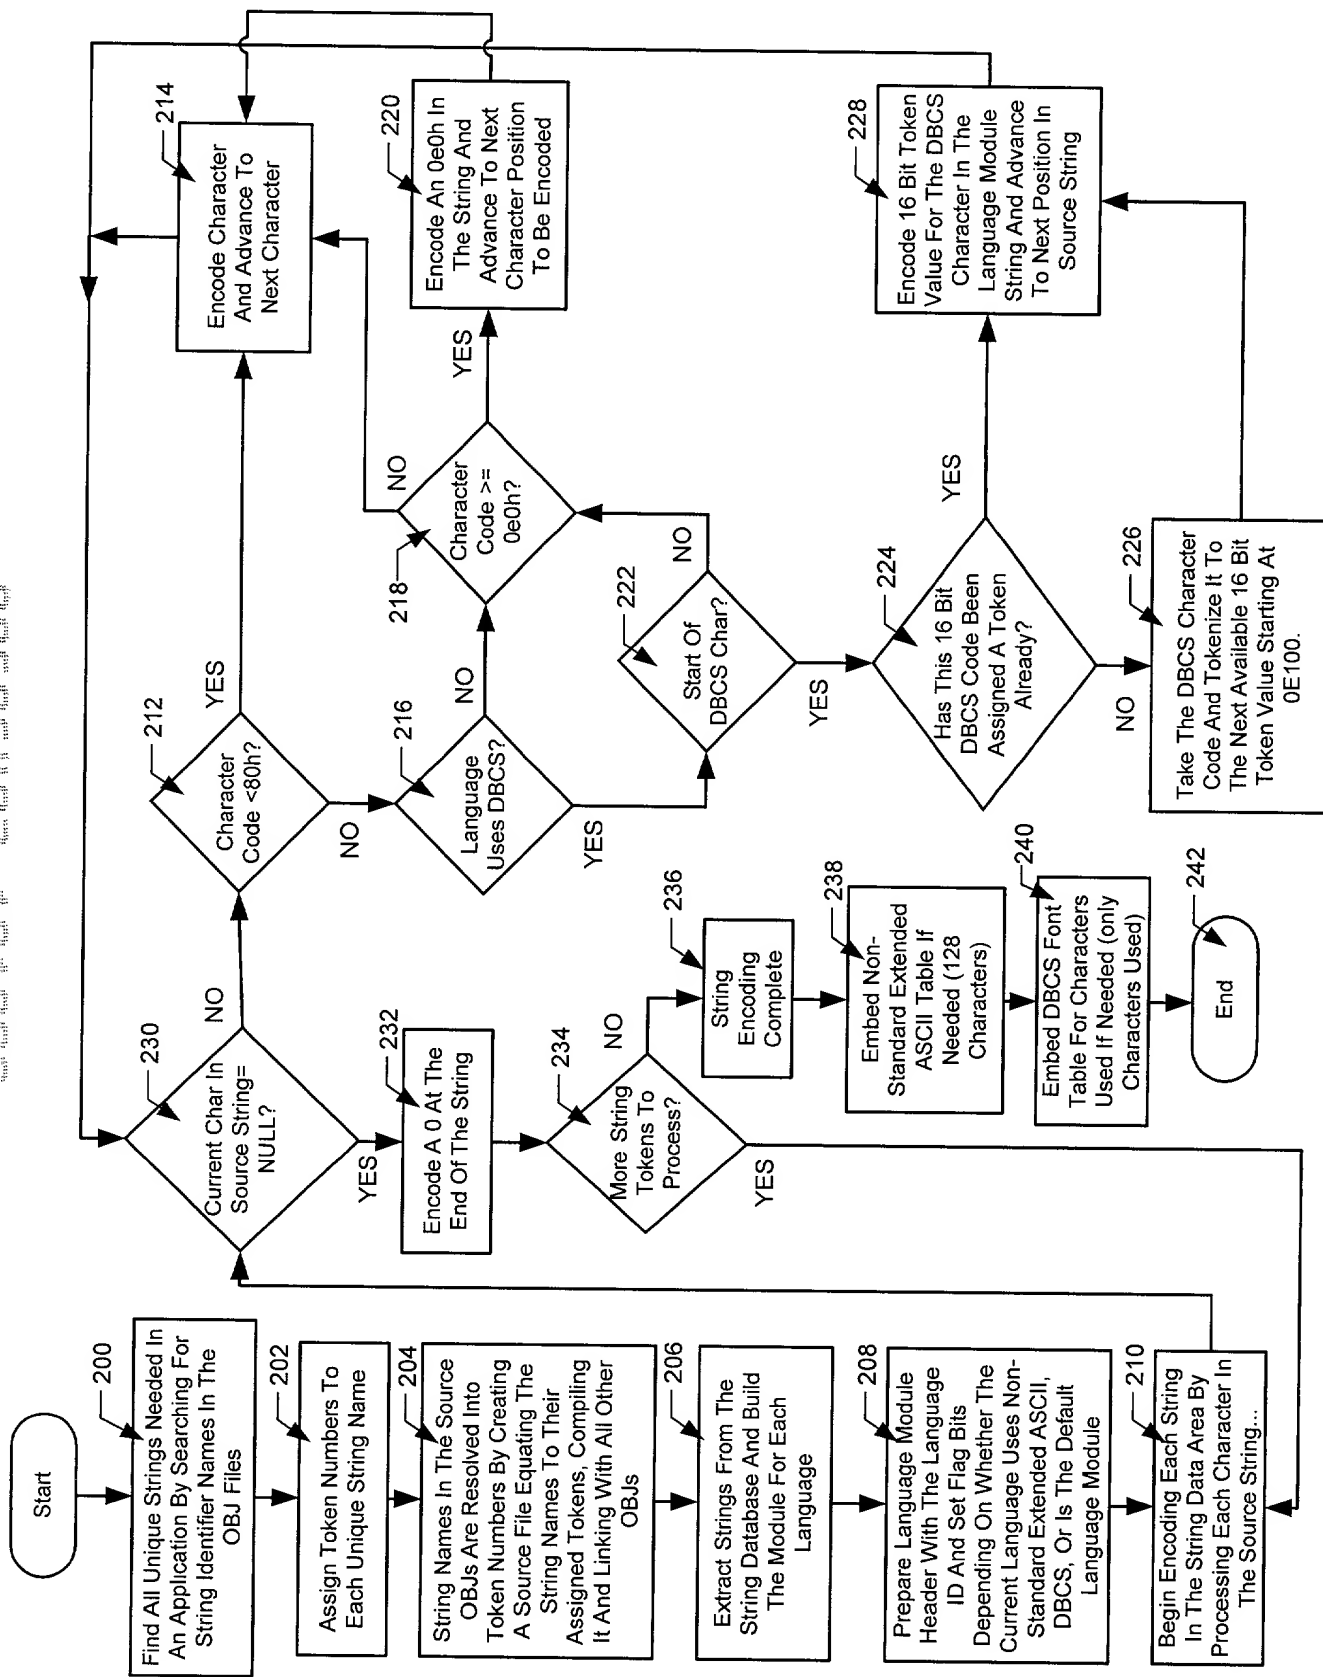 Start
200
Find All Unique Strings Needed In
An Application By Searching For
String Identifier Names In The
OBJ Files
202
Assign Token Numbers To
Each Unique String Name
204
String Names In The Source
OBJs Are Resolved Into
Token Numbers By Creating
A Source File Equating The
String Names To Their
Assigned Tokens, Compiling
It And Linking With All Other
OBJs
206
Extract Strings From The
String Database And Build
The Module For Each
Language
208
Prepare Language Module
Header With The Language
ID And Set Flag Bits
Depending On Whether The
Current Language Uses Non-
Standard Extended ASCII,
DBCS, Or Is The Default
Language Module
210
Begin Encoding Each String
In The String Data Area By
Processing Each Character In
The Source String...
230
Current Char In
Source String=
NULL?
NO
YES
232
Encode A 0 At The
End Of The String
234
More String
Tokens To
Process?
NO
YES
236
String
Encoding
Complete
238
Embed Non-
Standard Extended
ASCII Table If
Needed (128
Characters)
240
Embed DBCS Font
Table For Characters
Used If Needed (only
Characters Used)
242
End
212
Character
Code <80h?
YES
NO
214
Encode Character
And Advance To
Next Character
216
Language
Uses DBCS?
NO
YES
218
Character
Code >=
0e0h?
NO
YES
220
Encode An 0e0h In
The String And
Advance To Next
Character Position
To Be Encoded
222
Start Of
DBCS Char?
NO
YES
224
Has This 16 Bit
DBCS Code Been
Assigned A Token
Already?
YES
NO
226
Take The DBCS Character
Code And Tokenize It To
The Next Available 16 Bit
Token Value Starting At
0E100.
228
Encode 16 Bit Token
Value For The DBCS
Character In The
Language Module
String And Advance
To Next Position In
Source String